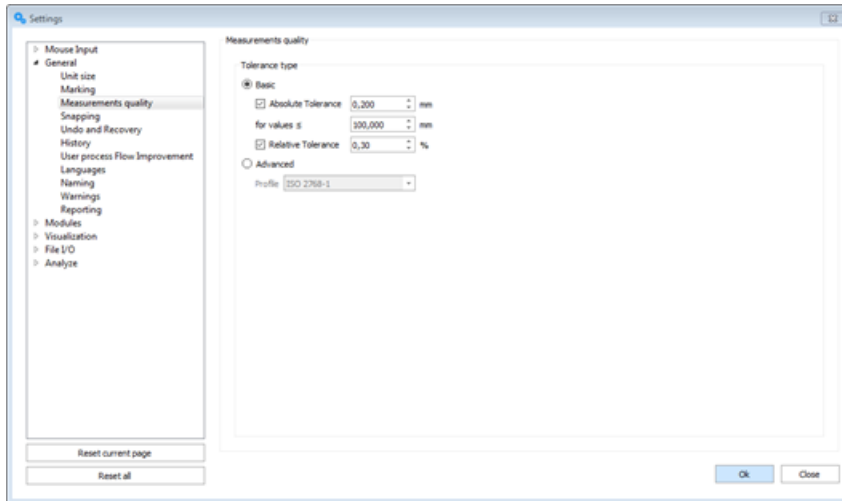 Settings
Mouse Input
General
Unit size
Marking
Measurements quality
Snapping
Undo and Recovery
History
User process Flow Improvement
Languages
Naming
Warnings
Reporting
Modules
Visualization
File I/O
Analyze
Reset current page
Reset all
Measurements quality
Tolerance type
Basic
Absolute Tolerance 0,200 mm
for values ≤ 100,000 mm
Relative Tolerance 0,30 %
Advanced
Profile ISO 2768-1
Ok Close